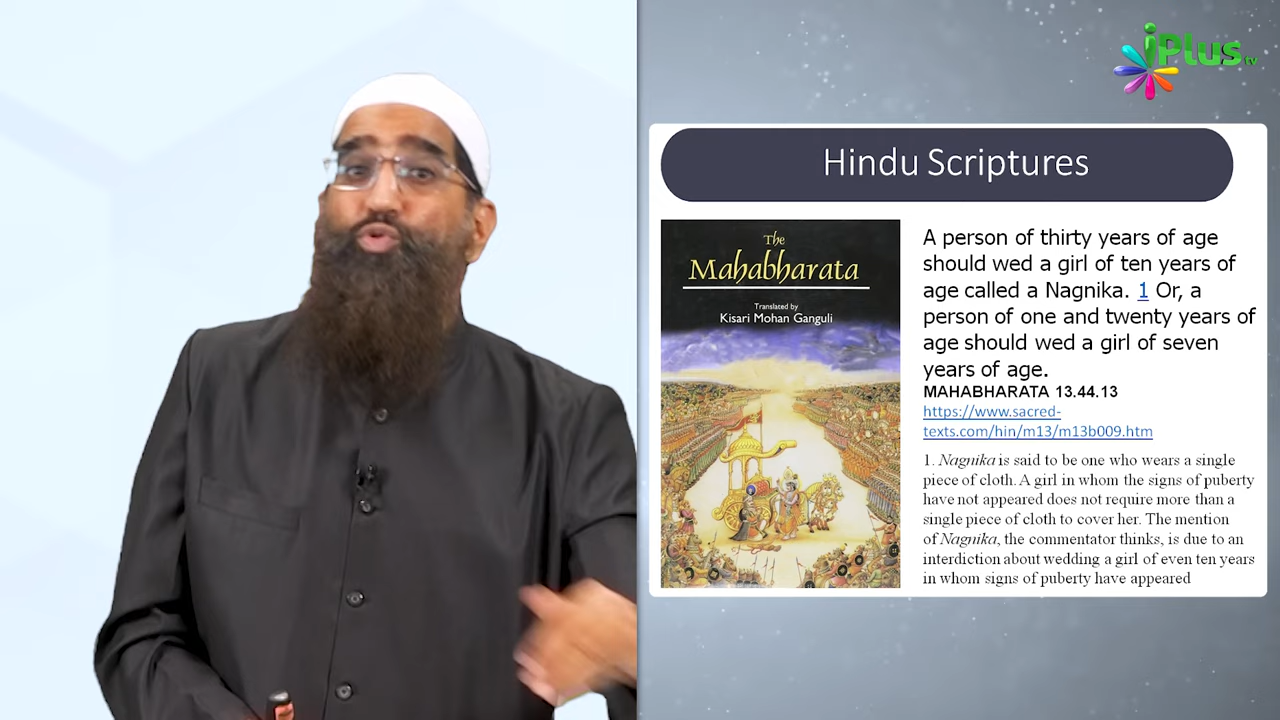 iPlus tv
Hindu Scriptures
The
Mahabharata
Translated by
Kisari Mohan Ganguli
A person of thirty years of age
should wed a girl of ten years of
age called a Nagnika. 1 Or, a
person of one and twenty years of
age should wed a girl of seven
years of age.
MAHABHARATA 13.44.13
https://www.sacred-
texts.com/hin/m13/m13b009.htm
1. Nagnika is said to be one who wears a single
piece of cloth. A girl in whom the signs of puberty
have not appeared does not require more than a
single piece of cloth to cover her. The mention
of Nagnika, the commentator thinks, is due to an
interdiction about wedding a girl of even ten years
in whom signs of puberty have appeared